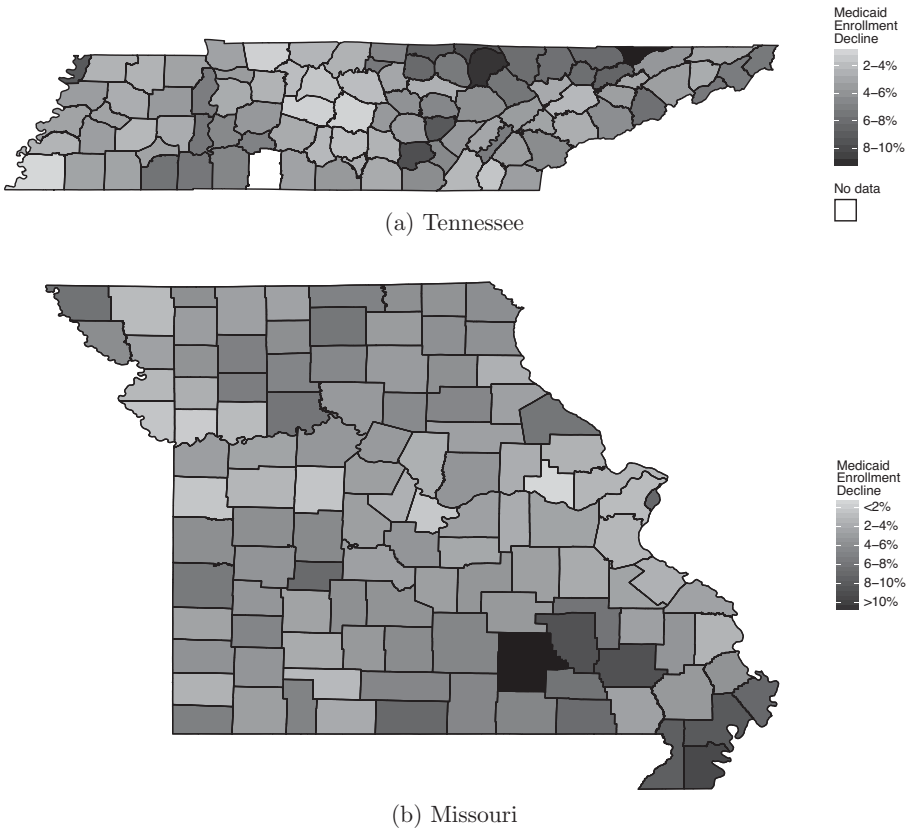 Medicaid
Enrollment
Decline
2–4%
4–6%
6–8%
8–10%
No data
(a) Tennessee
Medicaid
Enrollment
Decline
<2%
2–4%
4–6%
6–8%
8–10%
>10%
(b) Missouri